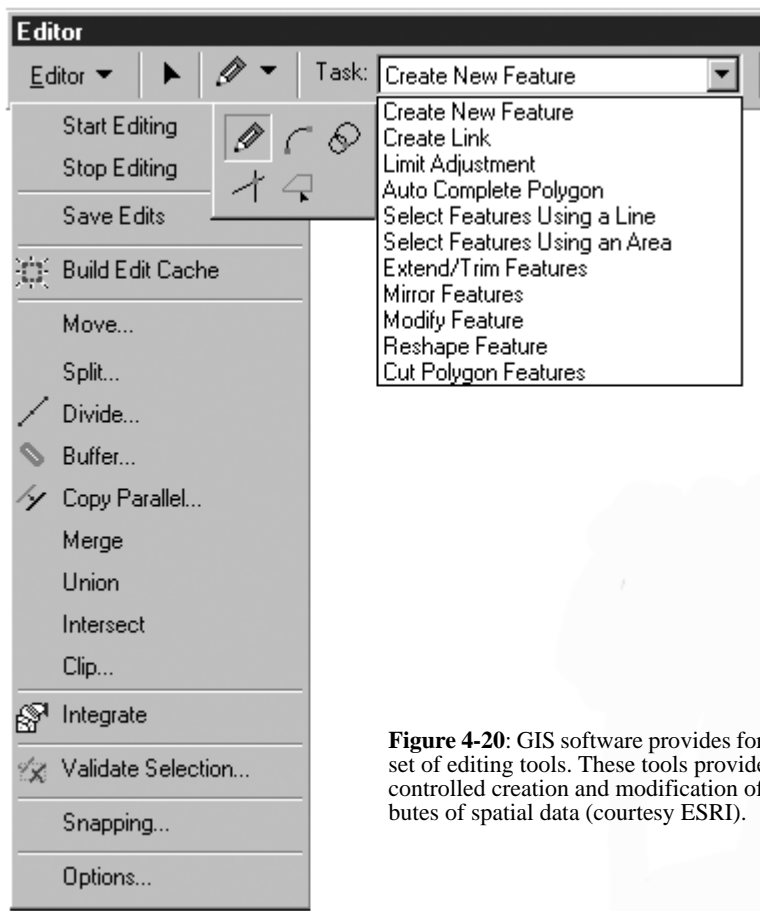 Editor
Editor Task: Create New Feature
Start Editing
Stop Editing
Save Edits
Build Edit Cache
Move...
Split...
Divide...
Buffer...
Copy Parallel...
Merge
Union
Intersect
Clip...
Integrate
Validate Selection...
Snapping...
Options...
Create New Feature
Create Link
Limit Adjustment
Auto Complete Polygon
Select Features Using a Line
Select Features Using an Area
Extend/Trim Features
Mirror Features
Modify Feature
Reshape Feature
Cut Polygon Features
Figure 4-20: GIS software provides for
set of editing tools. These tools provide
controlled creation and modification of
butes of spatial data (courtesy ESRI).